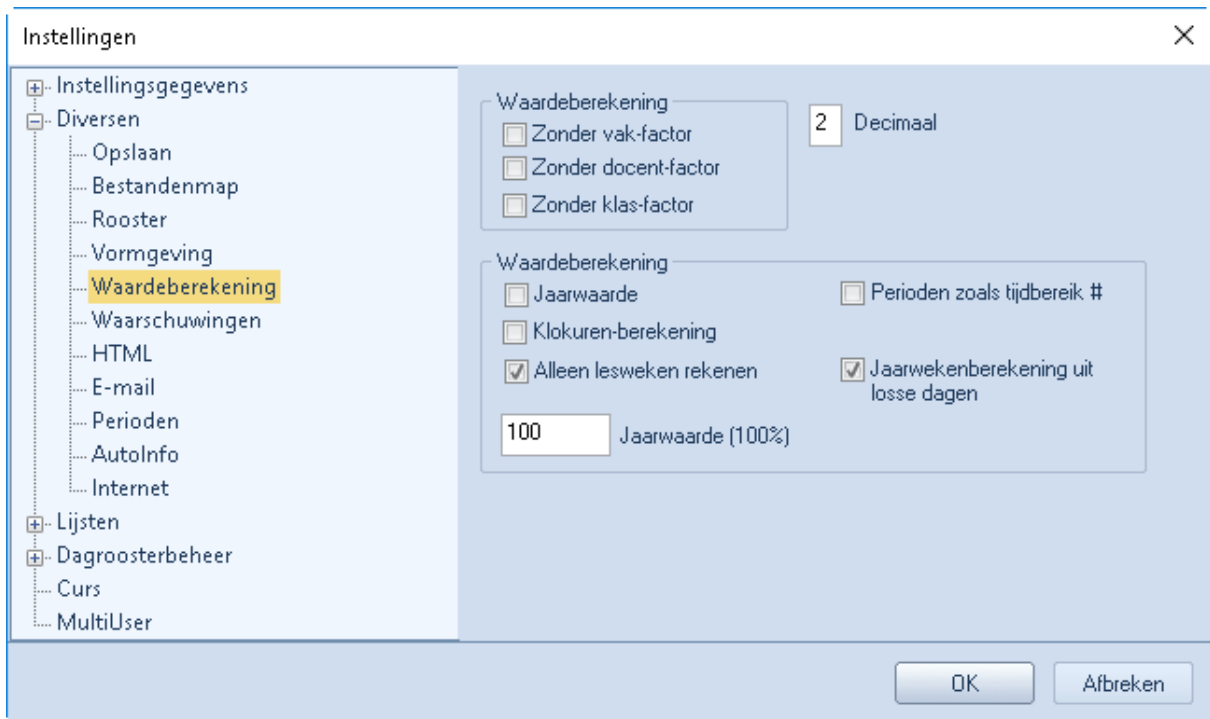 Instellingen
Instellingsgegevens
Diversen
Opslaan
Bestandenmap
Rooster
Vormgeving
Waardeberekening
Waarschuwingen
HTML
E-mail
Perioden
AutoInfo
Internet
Lijsten
Dagroosterbeheer
Curs
MultiUser
Waardeberekening
Zonder vak-factor
Zonder docent-factor
Zonder klas-factor
2 Decimaal
Waardeberekening
Jaarwaarde
Perioden zoals tijdbereik #
Klokuren-berekening
Alleen lesweken rekenen
Jaarwekenberekening uit
losse dagen
100 Jaarwaarde (100%)
OK
Afbreken